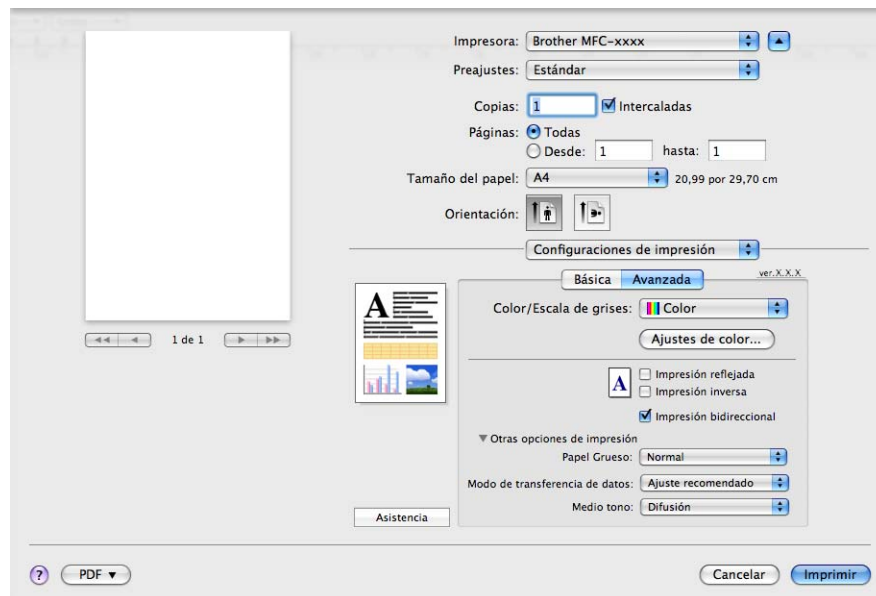 Impresora: Brother MFC-xxxx
Preajustes: Estándar
Copias: 1 Intercaladas
Páginas: Todas
Desde: 1 hasta: 1
Tamaño del papel: A4 20,99 por 29,70 cm
Orientación:
Configuraciones de impresión
ver.X.X.X
Básica Avanzada
Color/Escala de grises: Color
Ajustes de color...
A
A
Impresión reflejada
Impresión inversa
Impresión bidireccional
1 de 1
Otras opciones de impresión
Papel Grueso: Normal
Modo de transferencia de datos: Ajuste recomendado
Medio tono: Difusión
Asistencia
? PDF ▼ Cancelar Imprimir